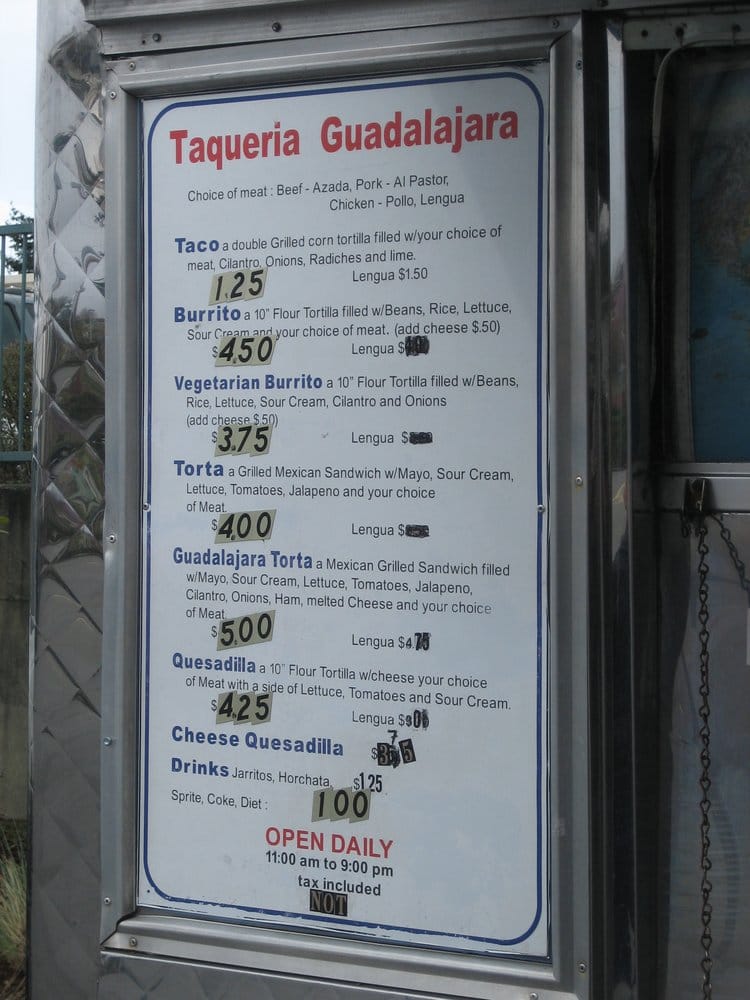 Taqueria Guadalajara
Choice of meat : Beef - Azada, Pork - Al Pastor,
Chicken - Pollo, Lengua
Taco a double Grilled corn tortilla filled w/your choice of
meat, Cilantro, Onions, Radiches and lime.
1.25 Lengua $1.50
Burrito a 10" Flour Tortilla filled w/Beans, Rice, Lettuce,
Sour Cream and your choice of meat. (add cheese $.50)
$4.50 Lengua $
Vegetarian Burrito a 10" Flour Tortilla filled w/Beans,
Rice, Lettuce, Sour Cream, Cilantro and Onions
(add cheese $.50)
$3.75 Lengua $
Torta a Grilled Mexican Sandwich w/Mayo, Sour Cream,
Lettuce, Tomatoes, Jalapeno and your choice
of Meat.
$4.00 Lengua $
Guadalajara Torta a Mexican Grilled Sandwich filled
w/Mayo, Sour Cream, Lettuce, Tomatoes, Jalapeno,
Cilantro, Onions, Ham, melted Cheese and your choice
of Meat.
$5.00 Lengua $4.75
Quesadilla a 10" Flour Tortilla w/cheese your choice
of Meat with a side of Lettuce, Tomatoes and Sour Cream.
$4.25 Lengua $
Cheese Quesadilla $
Drinks Jarritos, Horchata, $1.25
Sprite, Coke, Diet : 100
OPEN DAILY
11:00 am to 9:00 pm
tax included
NOT